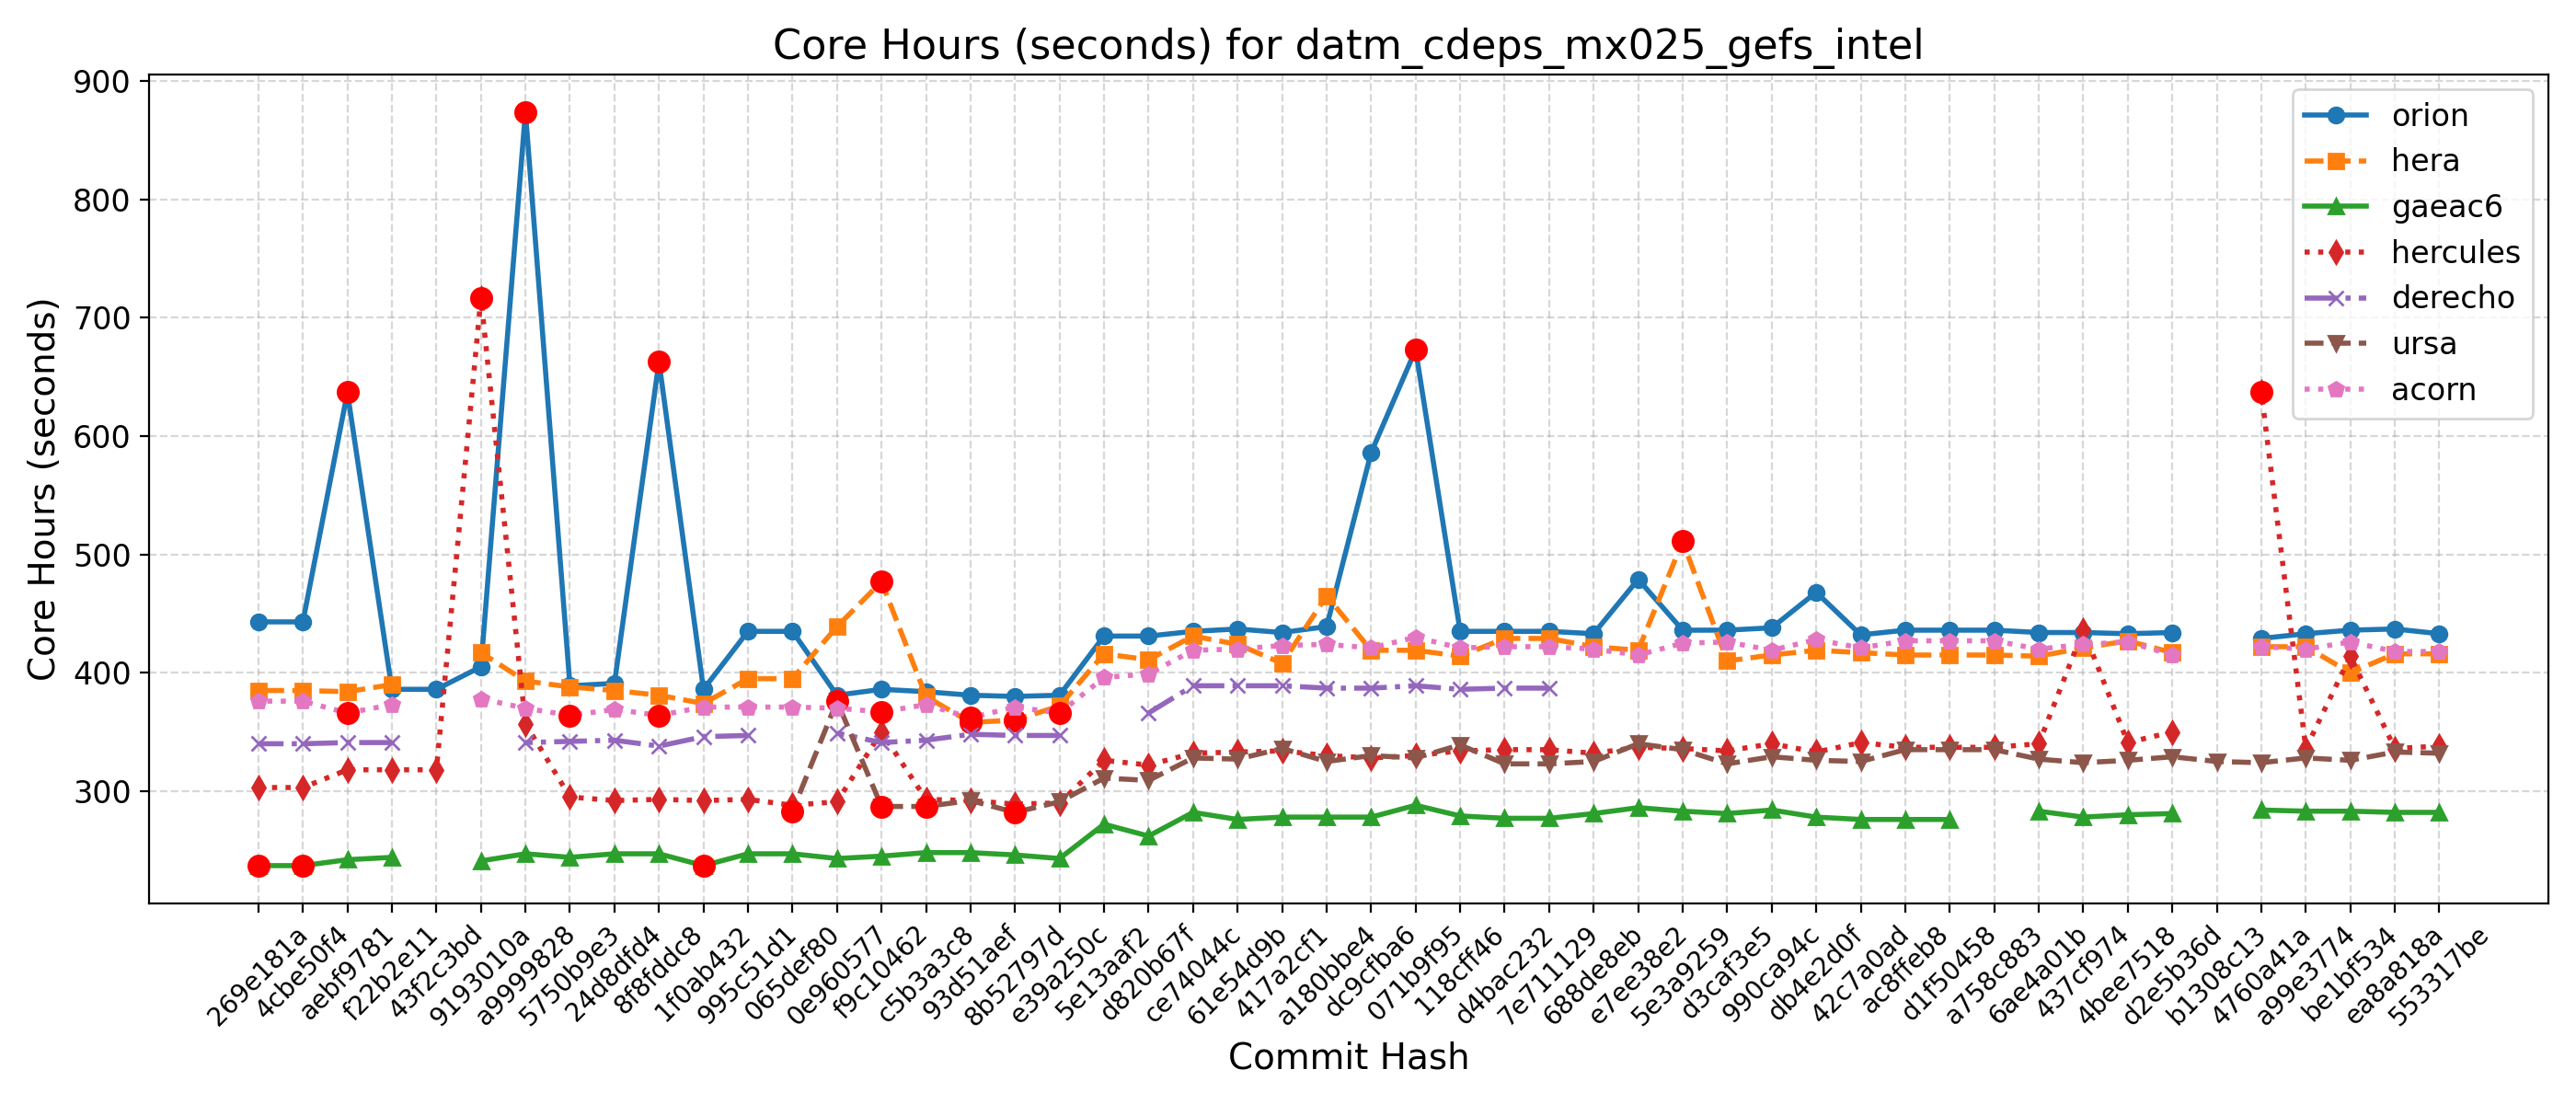 Core Hours (seconds) for datm_cdeps_mx025_gefs_intel
Core Hours (seconds)
900
800
700
600
500
400
300
orion
hera
gaeac6
hercules
derecho
ursa
acorn
269e181a
4cbe50f4
aebf9781
f22b2e11
43f2c3bd
9193010a
a9999828
5750b9e3
24d8dfd4
8f8fddc8
1f0ab432
995c51d1
065def80
0e960577
f9c10462
c5b3a3c8
93d51aef
8b52797d
e39a250c
5e13aaf2
d820b67f
ce74044c
61e54d9b
417a2cf1
a180bbe4
dc9cfba6
071b9f95
118cff46
d4bac232
7e711129
688de8eb
e7ee38e2
5e3a9259
d3caf3e5
990ca94c
db4e2d0f
42c7a0ad
ac8ffeb8
d1f50458
a758c883
6ae4a01b
437cf974
4bee7518
d2e5b36d
b1308c13
4760a41a
a99e3774
be1bf534
ea8a818a
553317be
Commit Hash